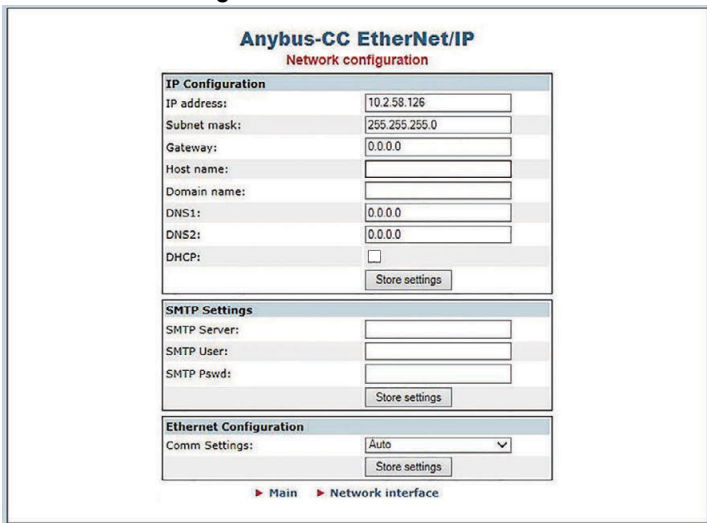 Anybus-CC EtherNet/IP
Network configuration
IP Configuration
IP address: 10.2.58.126
Subnet mask: 255.255.255.0
Gateway: 0.0.0.0
Host name:
Domain name:
DNS1: 0.0.0.0
DNS2: 0.0.0.0
DHCP:
Store settings
SMTP Settings
SMTP Server:
SMTP User:
SMTP Pswd:
Store settings
Ethernet Configuration
Comm Settings: Auto
Store settings
Main Network interface